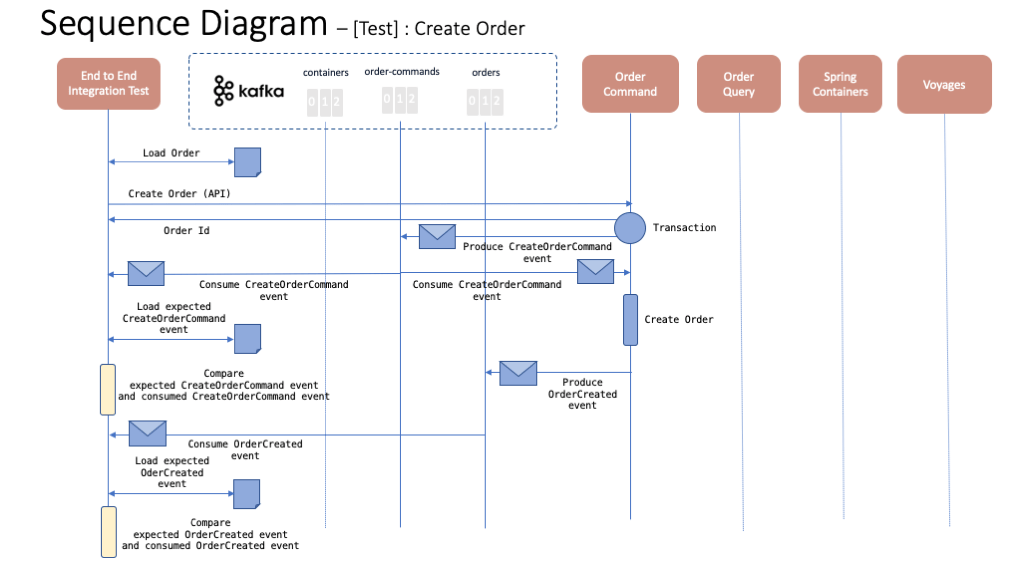 Sequence Diagram – [Test] : Create Order
End to End
Integration Test
kafka
containers
0 1 2
order-commands
0 1 2
orders
0 1 2
Order
Command
Order
Query
Spring
Containers
Voyages
Load Order
Create Order (API)
Order Id
Transaction
Produce CreateOrderCommand
event
Consume CreateOrderCommand
event
Consume CreateOrderCommand
event
Load expected
CreateOrderCommand
event
Create Order
Compare
expected CreateOrderCommand event
and consumed CreateOrderCommand event
Produce
OrderCreated
event
Consume OrderCreated
event
Load expected
OderCreated
event
Compare
expected OrderCreated event
and consumed OrderCreated event